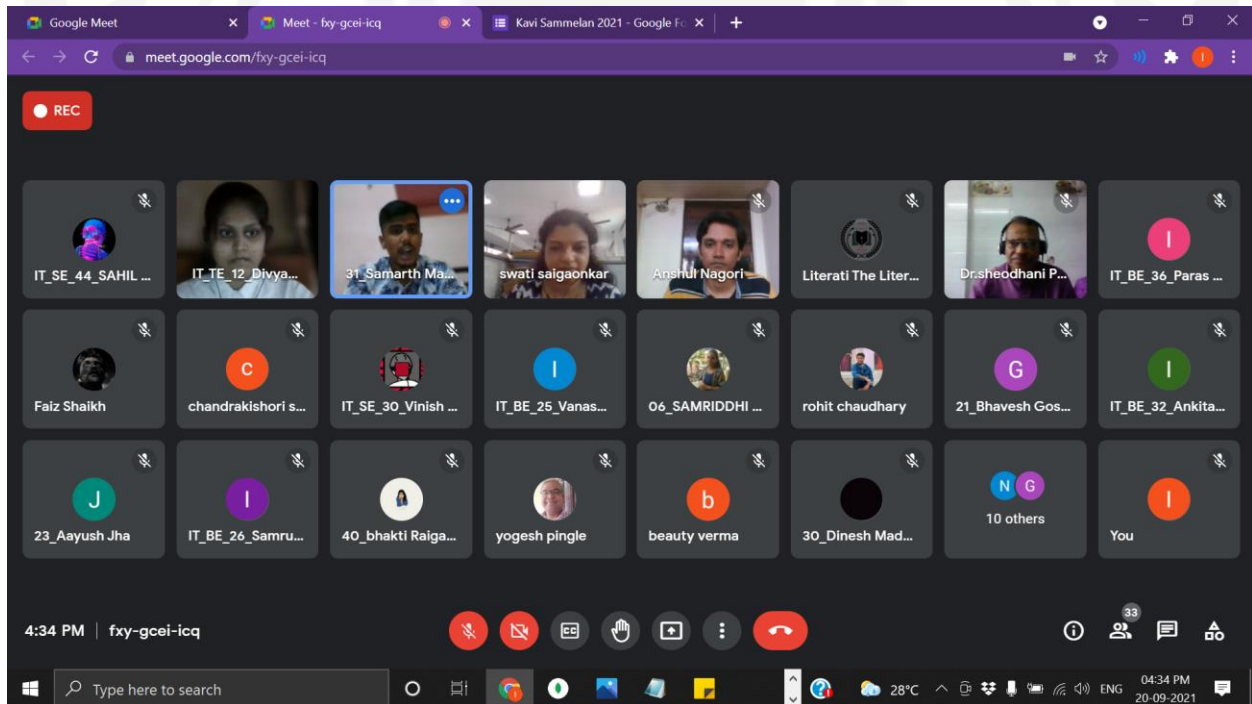 Google Meet
Meet - fxy-gcei-icq
Kavi Sammelan 2021 - Google Fo
meet.google.com/fxy-gcei-icq
REC
IT_SE_44_SAHIL ...
IT_TE_12_Divya...
31_Samarth Ma...
swati saigaonkar
Anshul Nagori
Literati The Liter...
Dr.sheodhani P...
I
IT_BE_36_Paras ...
Faiz Shaikh
c
chandrakishori s...
IT_SE_30_Vinish ...
I
IT_BE_25_Vanas...
06_SAMRIDDHI ...
rohit chaudhary
G
21_Bhavesh Gos...
I
IT_BE_32_Ankita...
J
23_Aayush Jha
I
IT_BE_26_Samru...
40_bhakti Raiga...
yogesh pingle
b
beauty verma
30_Dinesh Mad...
N G
10 others
I
You
4:34 PM | fxy-gcei-icq
CC
33
Type here to search
28°C
ENG
04:34 PM
20-09-2021